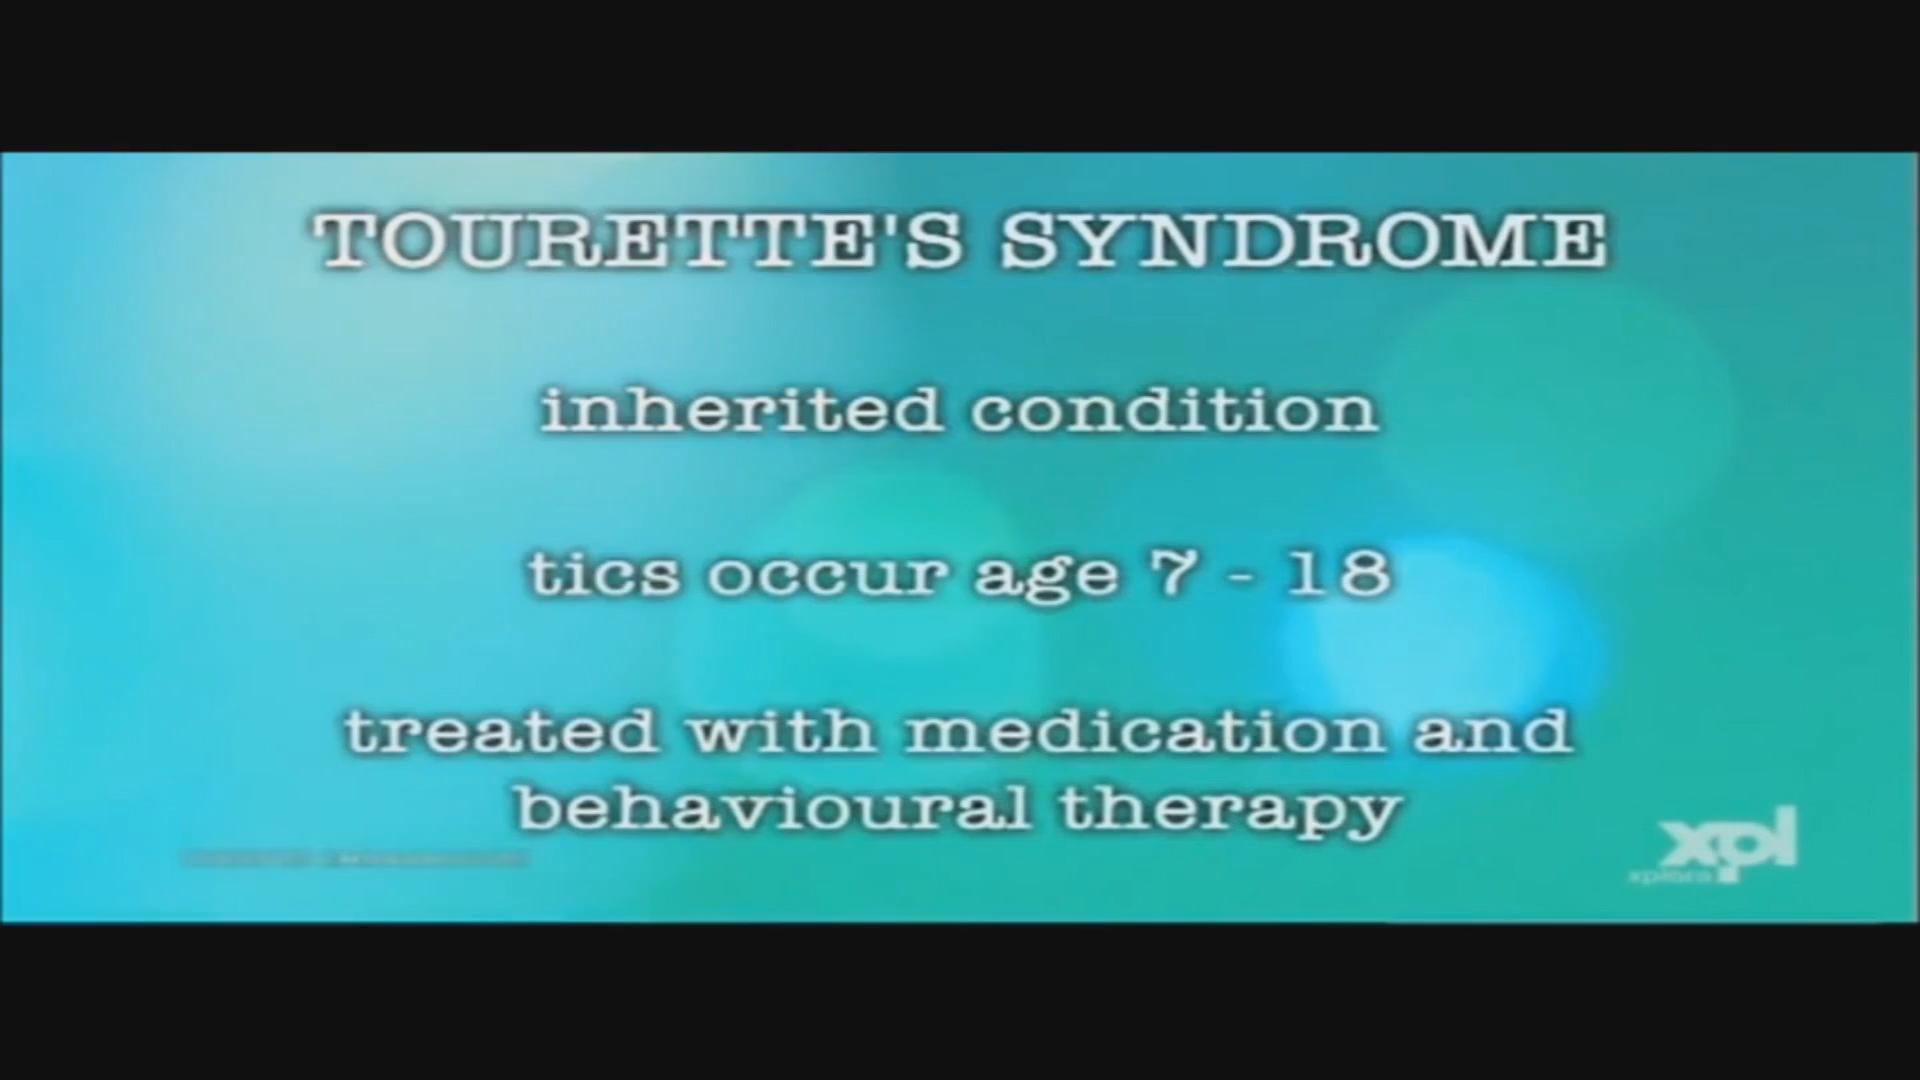 TOURETTE'S SYNDROME
inherited condition
tics occur age 7 - 18
treated with medication and
behavioural therapy
xpl